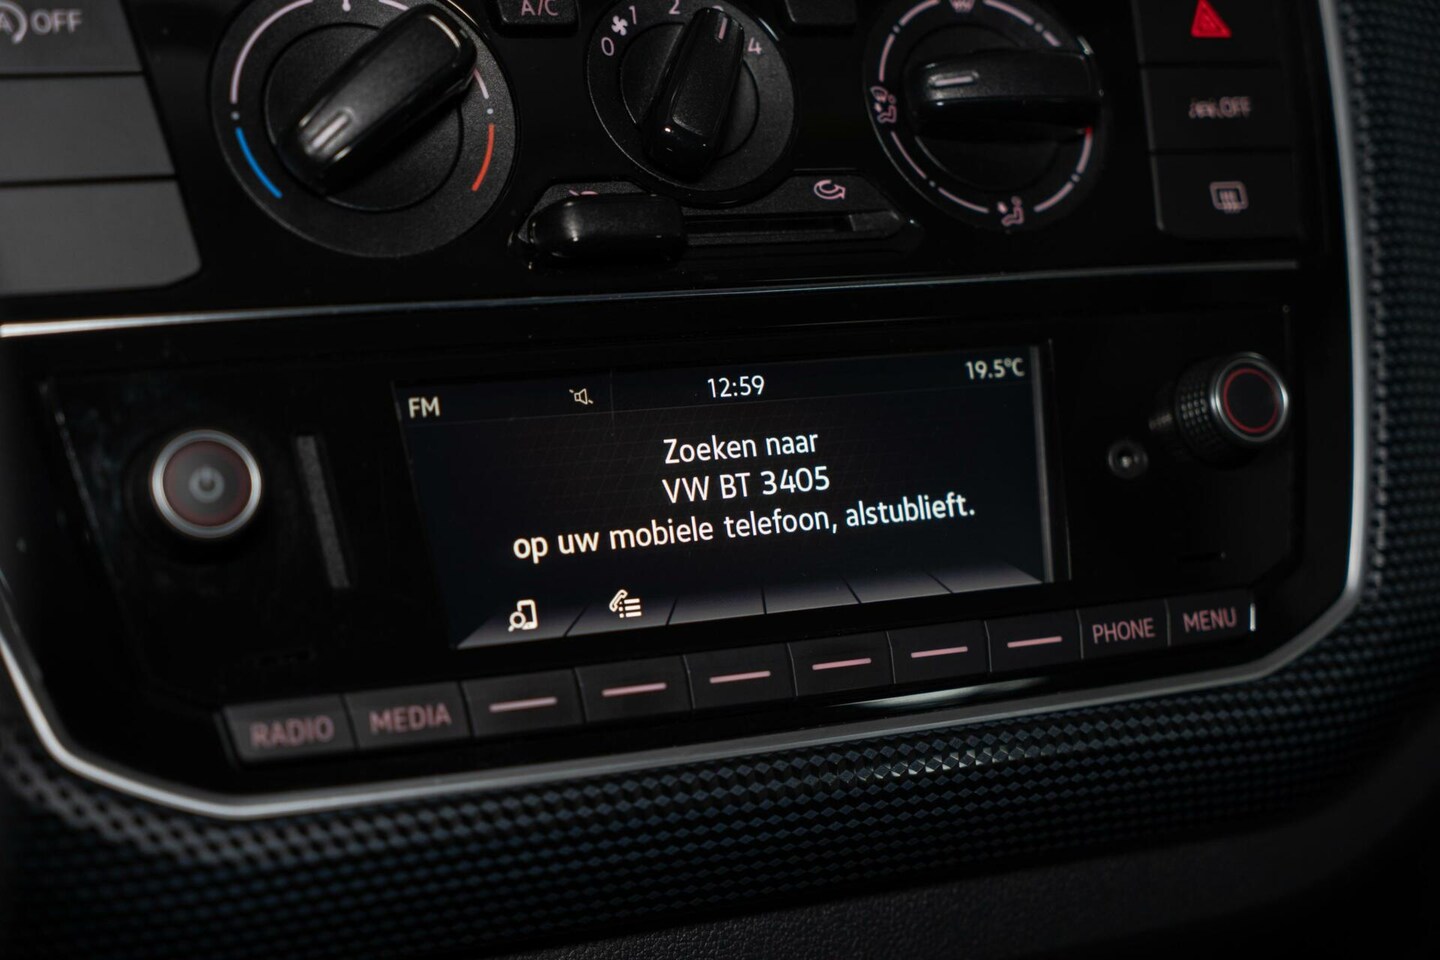 OFF
A/C
0 1 2 4
OFF
FM 12:59 19.5°C
Zoeken naar
VW BT 3405
op uw mobiele telefoon, alstublieft.
RADIO MEDIA PHONE MENU